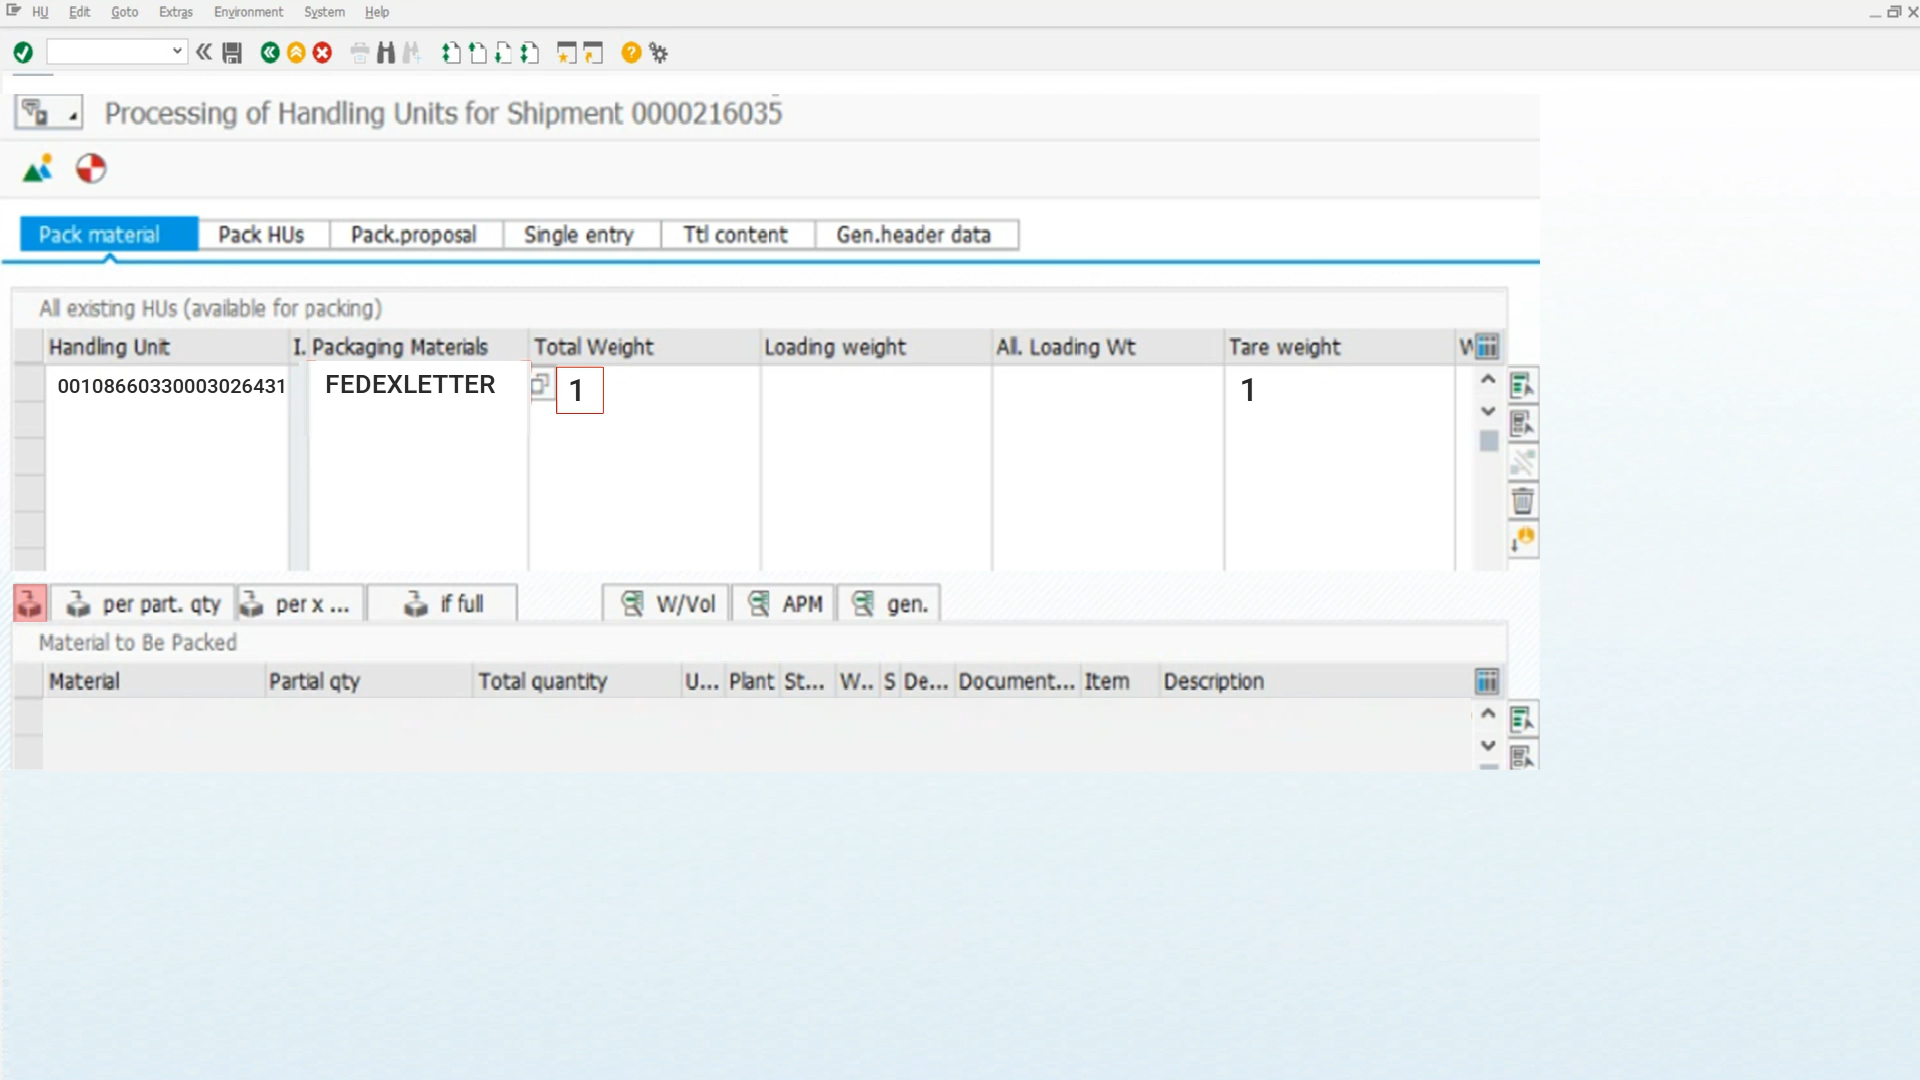 HU Edit Goto Extras Environment System Help
Processing of Handling Units for Shipment 0000216035
Pack material Pack HUs Pack.proposal Single entry Ttl content Gen.header data
All existing HUs (available for packing)
Handling Unit I. Packaging Materials Total Weight Loading weight All. Loading Wt Tare weight W
00108660330003026431 FEDEXLETTER 1 1
per part. qty per x ... if full W/Vol APM gen.
Material to Be Packed
Material Partial qty Total quantity U... Plant St... W.. S De... Document... Item Description